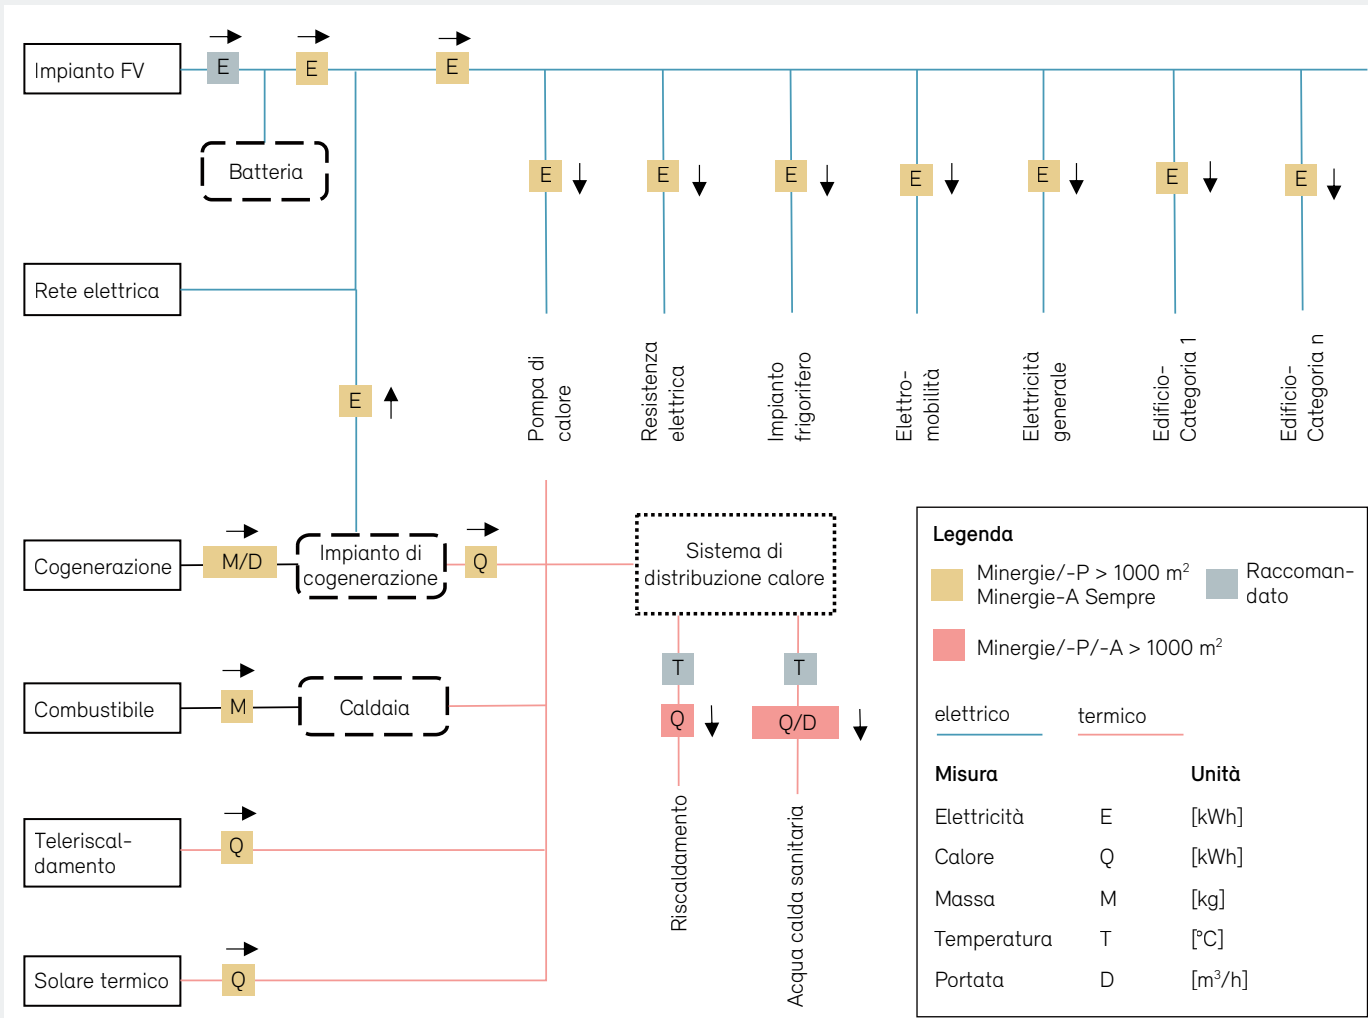 Impianto FV
E
E
E
Batteria
E
E
E
E
E
E
E
Rete elettrica
E
Pompa di
calore
Resistenza
elettrica
Impianto
frigorifero
Elettro-
mobilità
Elettricità
generale
Edificio-
Categoria 1
Edificio-
Categoria n
Cogenerazione
M/D
Impianto di
cogenerazione
Q
Sistema di
distribuzione calore
Combustibile
M
Caldaia
T
T
Q
Q/D
Riscaldamento
Acqua calda sanitaria
Teleriscal-
damento
Q
Solare termico
Q
Legenda
Minergie/-P > 1000 m²
Minergie-A Sempre
Raccoman-
dato
Minergie/-P/-A > 1000 m²
elettrico
termico
Misura Unità
Elettricità E [kWh]
Calore Q [kWh]
Massa M [kg]
Temperatura T [°C]
Portata D [m³/h]